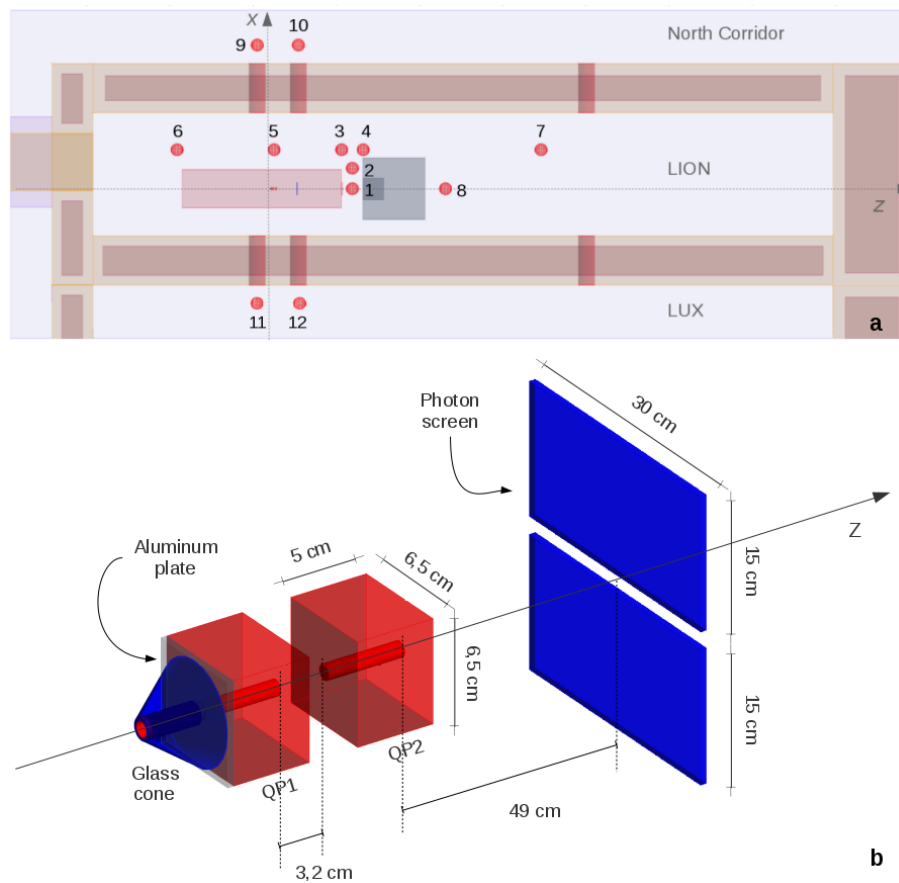 X
10
9
North Corridor
6
5
3
4
7
2
LION
1
8
Z
11
12
LUX
a
Photon
screen
30 cm
Z
Aluminum
plate
5 cm
6,5 cm
15 cm
6,5 cm
15 cm
Glass
cone
QP1
QP2
49 cm
3,2 cm
b